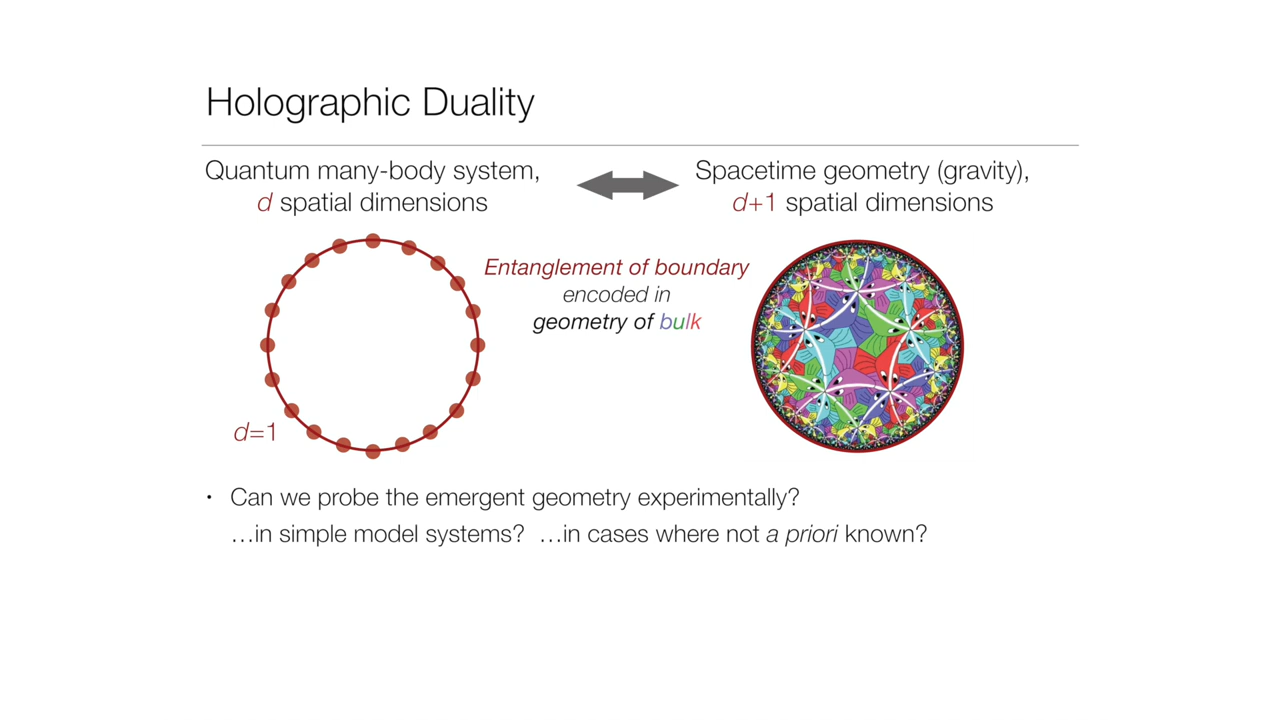 Holographic Duality
Quantum many-body system,
d spatial dimensions
Spacetime geometry (gravity),
d+1 spatial dimensions
Entanglement of boundary
encoded in
geometry of bulk
d=1
• Can we probe the emergent geometry experimentally?
…in simple model systems? …in cases where not a priori known?